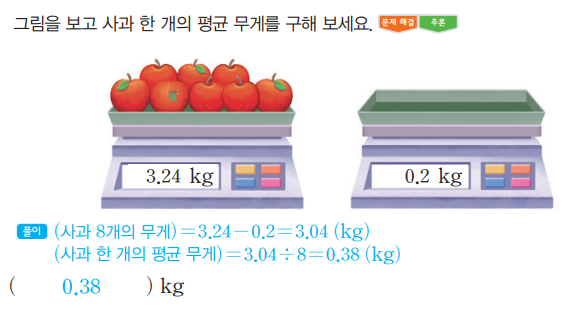 그림을 보고 사과 한 개의 평균 무게를 구해 보세요. 문제 해결 추론
3.24 kg 0.2 kg
풀이 (사과 8개의 무게)=3.24-0.2=3.04 (kg)
(사과 한 개의 평균 무게)=3.04÷8=0.38 (kg)
( 0.38 ) kg